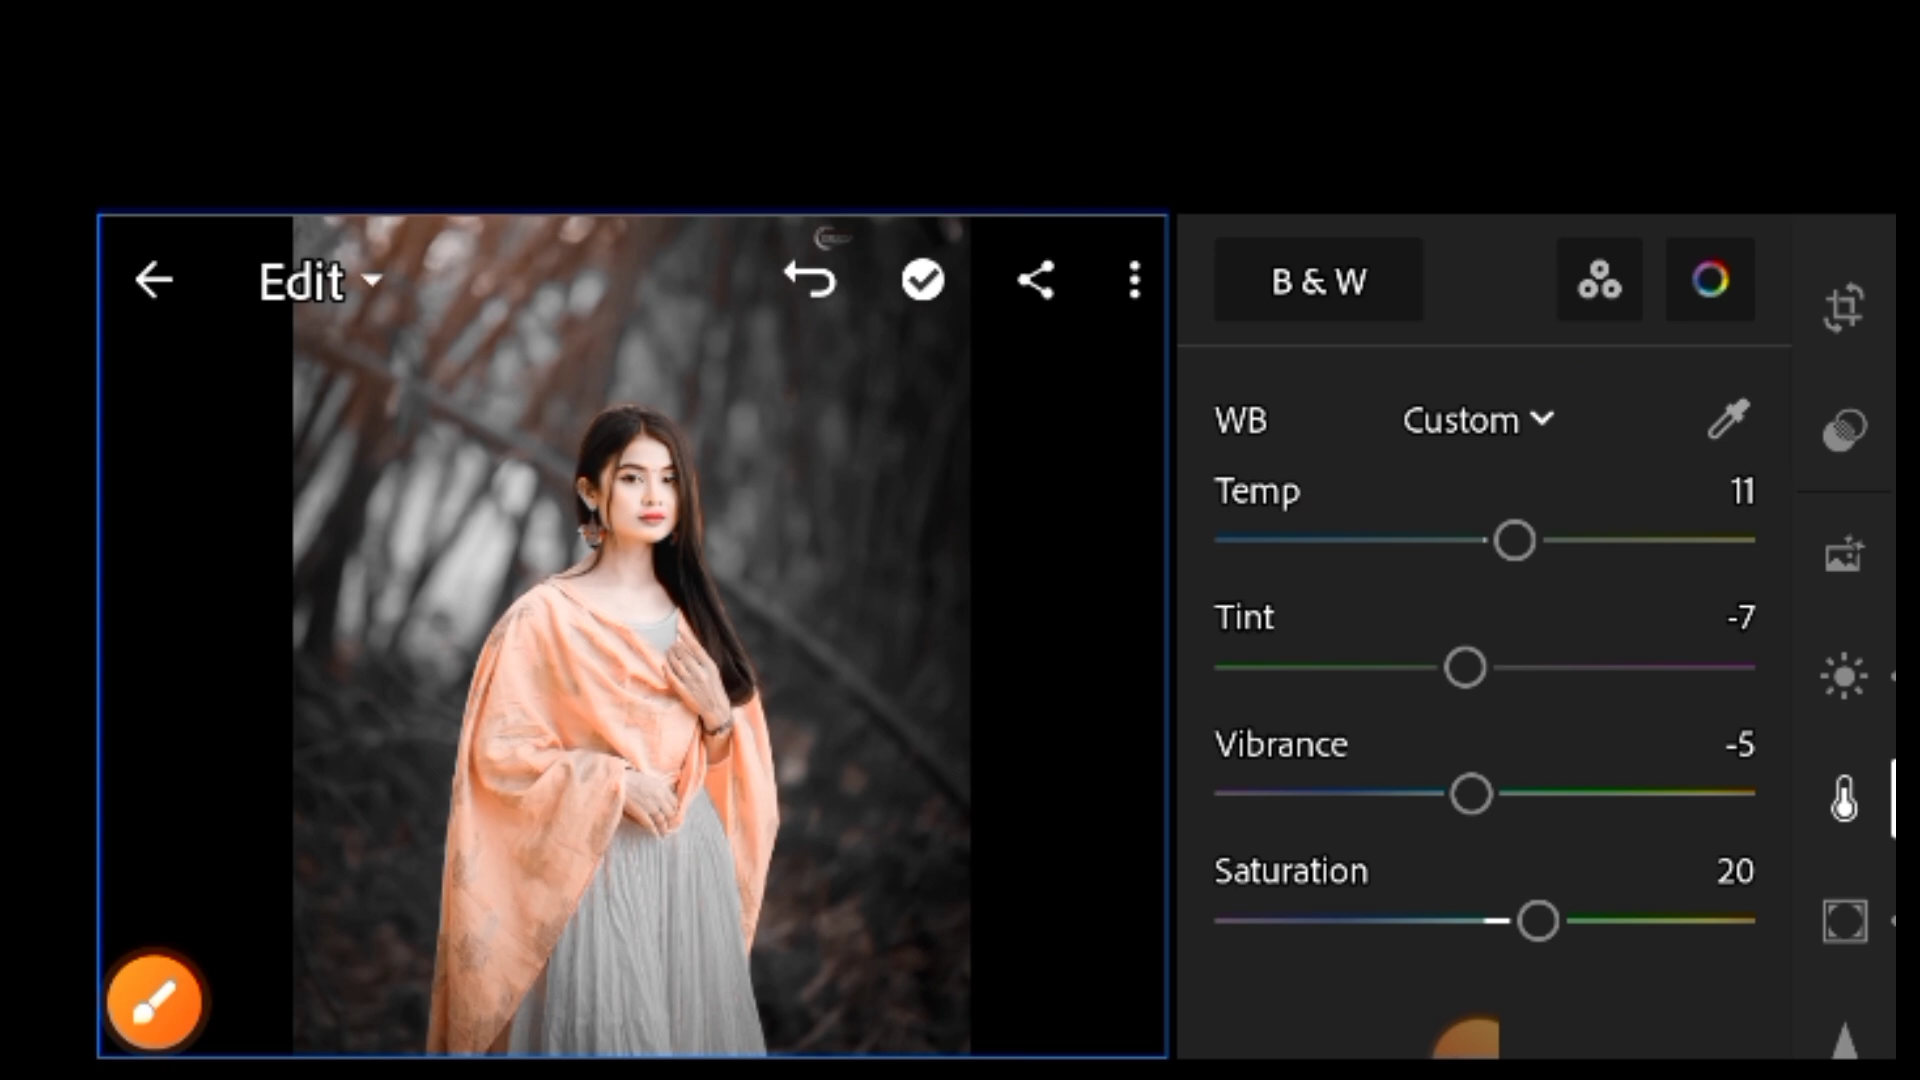 Edit
B & W
WB Custom
Temp 11
Tint -7
Vibrance -5
Saturation 20